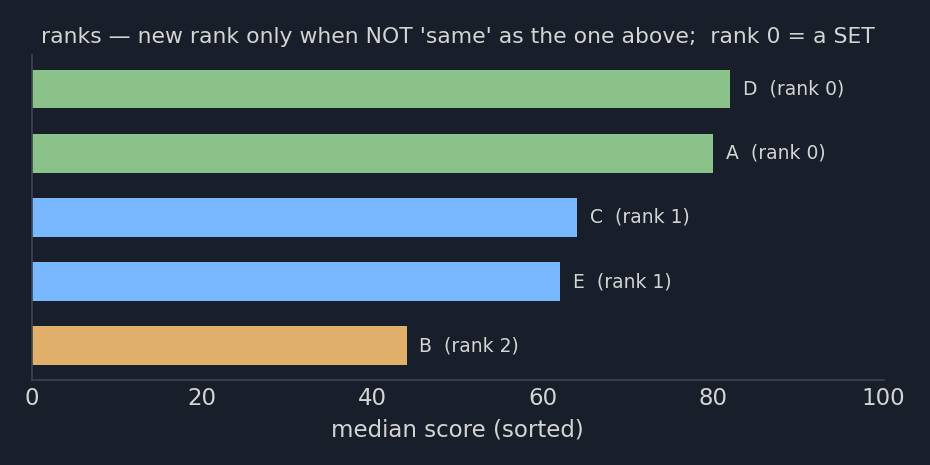 ranks — new rank only when NOT 'same' as the one above;  rank 0 = a SET
D  (rank 0)
A  (rank 0)
C  (rank 1)
E  (rank 1)
B  (rank 2)
0 20 40 60 80 100
median score (sorted)